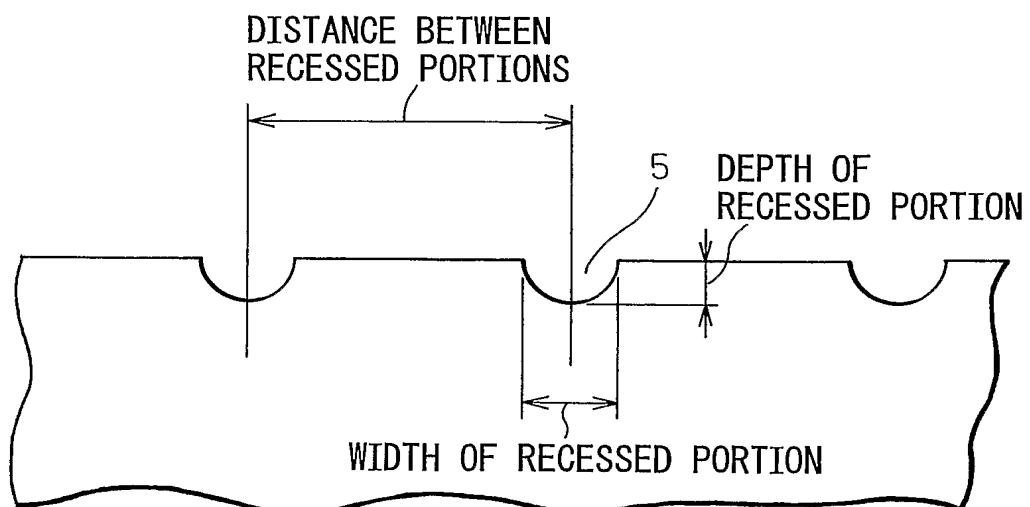 DISTANCE BETWEEN
RECESSED PORTIONS
5
DEPTH OF
RECESSED PORTION
WIDTH OF RECESSED PORTION